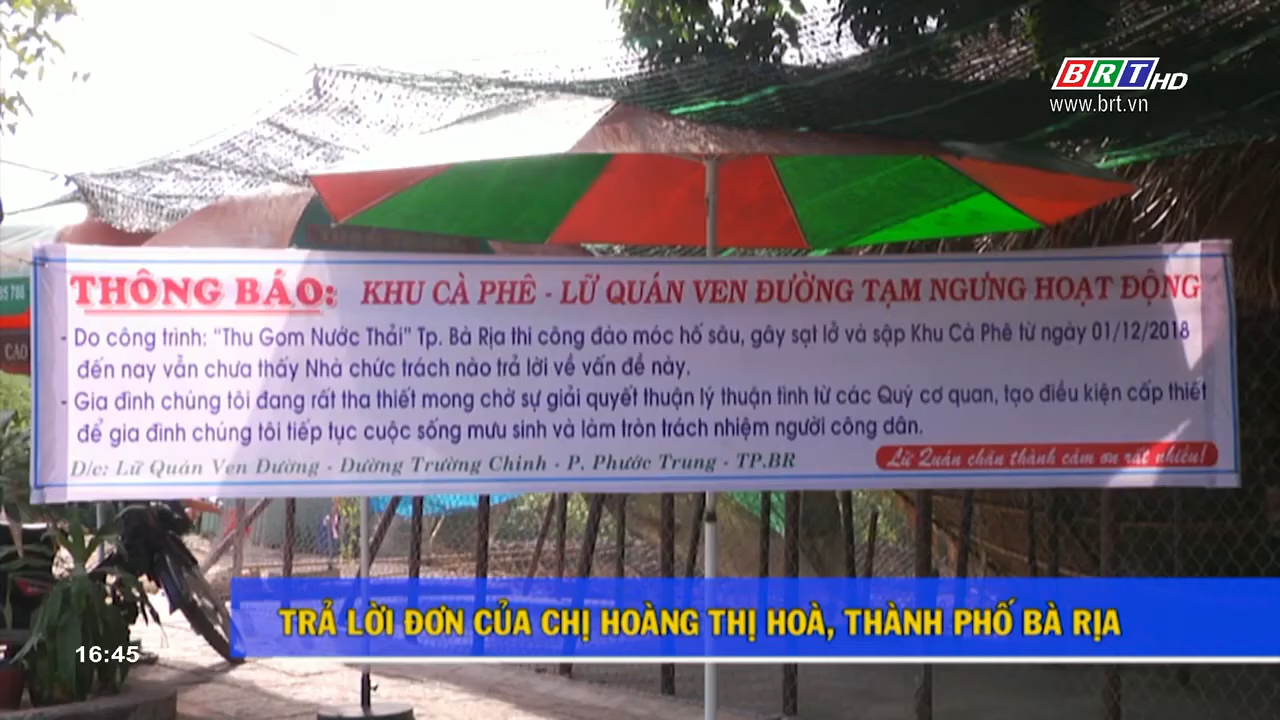 BRT HD
www.brt.vn
THÔNG BÁO: KHU CÀ PHÊ - LỮ QUÁN VEN ĐƯỜNG TẠM NGƯNG HOẠT ĐỘNG
- Do công trình: "Thu Gom Nước Thải" Tp. Bà Rịa thi công đào móc hố sâu, gây sạt lở và sập Khu Cà Phê từ ngày 01/12/2018
đến nay vẫn chưa thấy Nhà chức trách nào trả lời về vấn đề này.
- Gia đình chúng tôi đang rất tha thiết mong chờ sự giải quyết thuận lý thuận tình từ các Quý cơ quan, tạo điều kiện cấp thiết
để gia đình chúng tôi tiếp tục cuộc sống mưu sinh và làm tròn trách nhiệm người công dân.
Đ/c: Lữ Quán Ven Đường - Đường Trường Chinh - P. Phước Trung - TP.BR
Lữ Quán chân thành cám ơn rất nhiều!
CAO
TRẢ LỜI ĐƠN CỦA CHỊ HOÀNG THỊ HOÀ, THÀNH PHỐ BÀ RỊA
16:45